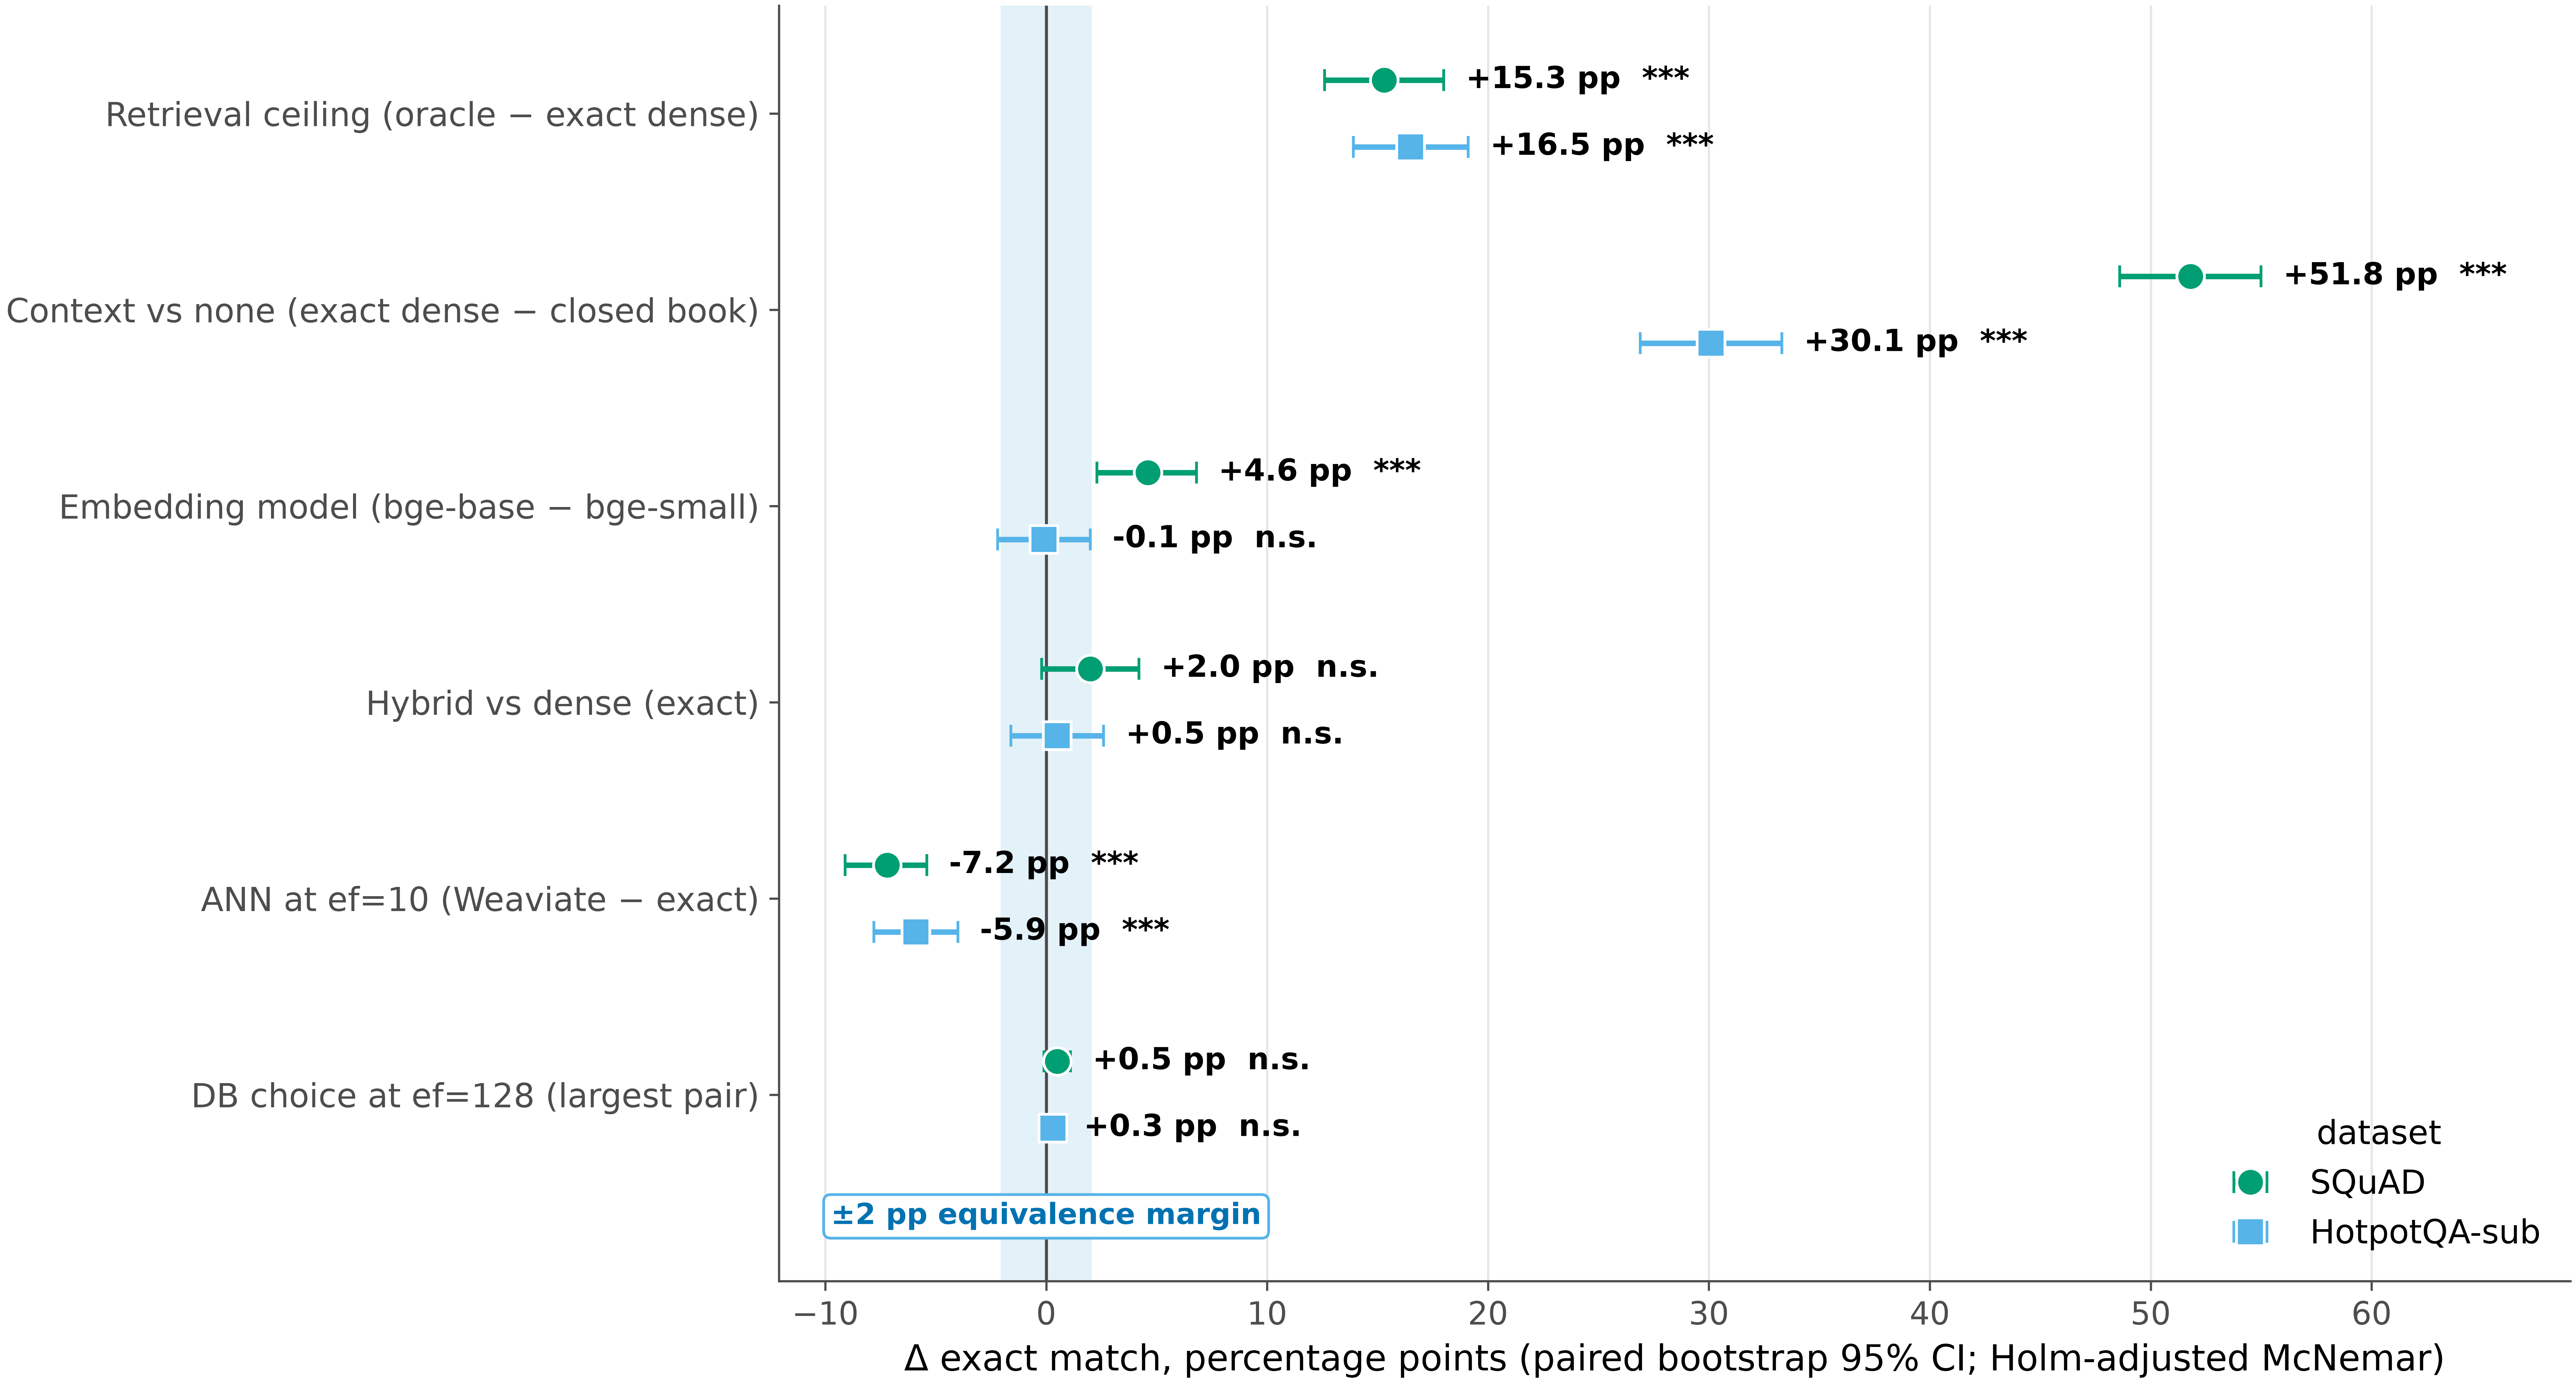 Retrieval ceiling (oracle − exact dense)
+15.3 pp ***
+16.5 pp ***
Context vs none (exact dense − closed book)
+51.8 pp ***
+30.1 pp ***
Embedding model (bge-base − bge-small)
+4.6 pp ***
-0.1 pp n.s.
Hybrid vs dense (exact)
+2.0 pp n.s.
+0.5 pp n.s.
ANN at ef=10 (Weaviate − exact)
-7.2 pp ***
-5.9 pp ***
DB choice at ef=128 (largest pair)
+0.5 pp n.s.
+0.3 pp n.s.
±2 pp equivalence margin
dataset
SQuAD
HotpotQA-sub
−10 0 10 20 30 40 50 60
Δ exact match, percentage points (paired bootstrap 95% CI; Holm-adjusted McNemar)